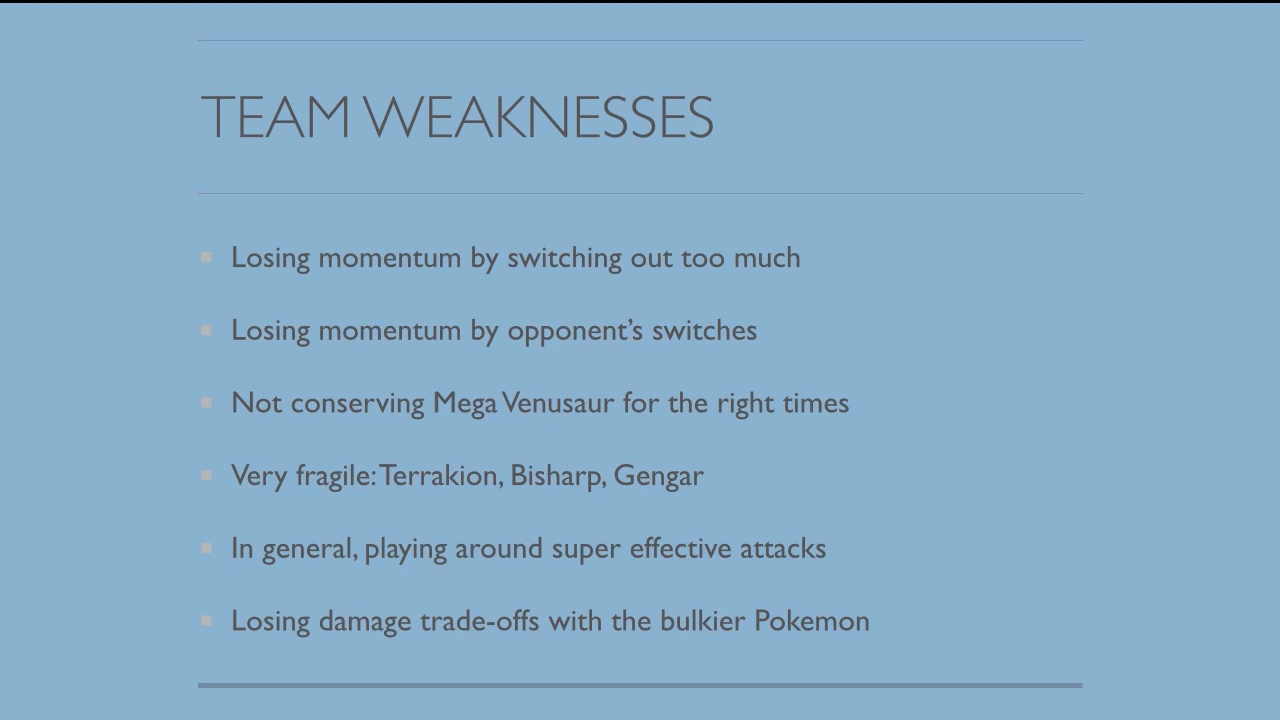 TEAM WEAKNESSES
Losing momentum by switching out too much
Losing momentum by opponent’s switches
Not conserving Mega Venusaur for the right times
Very fragile: Terrakion, Bisharp, Gengar
In general, playing around super effective attacks
Losing damage trade-offs with the bulkier Pokemon